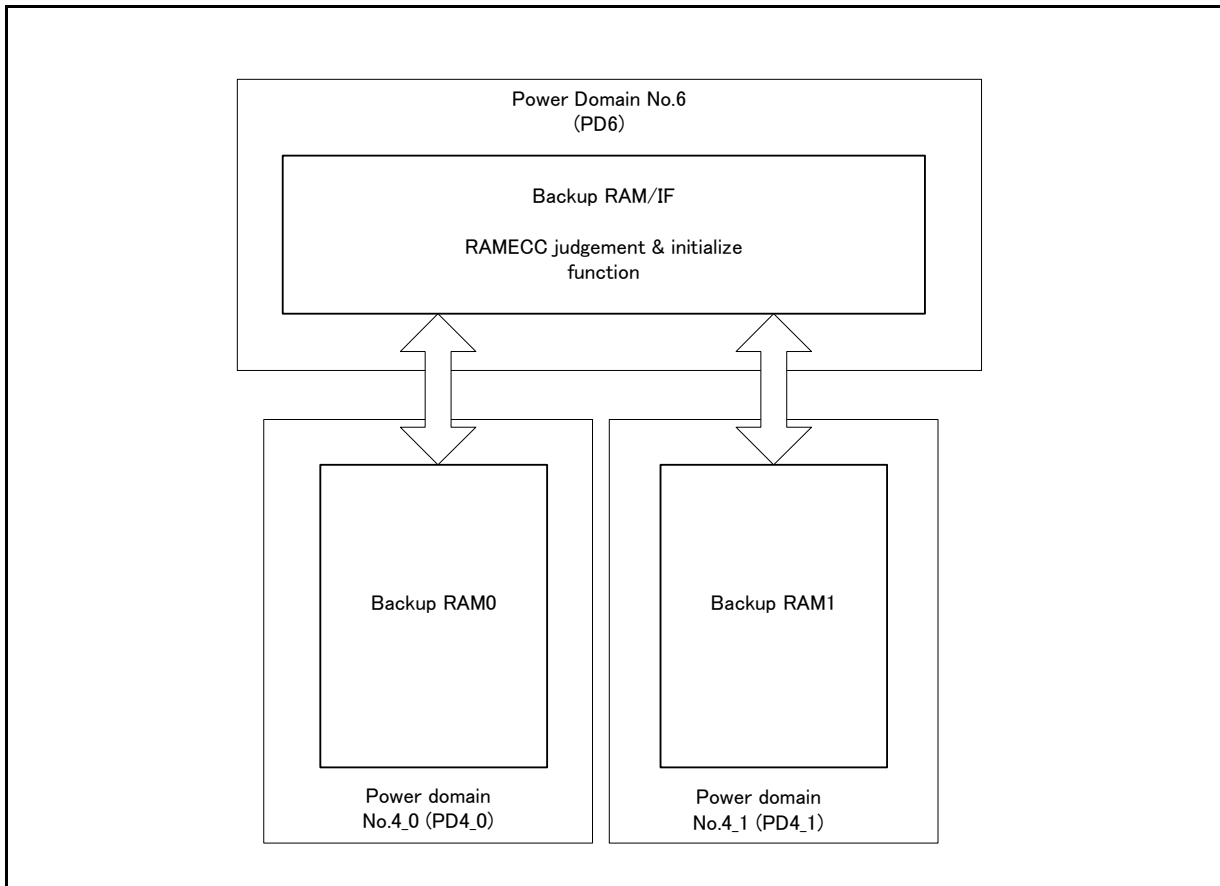 Power Domain No.6
(PD6)
Backup RAM/IF
RAMECC judgement & initialize
function
Backup RAM0
Backup RAM1
Power domain
No.4_0 (PD4_0)
Power domain
No.4_1 (PD4_1)